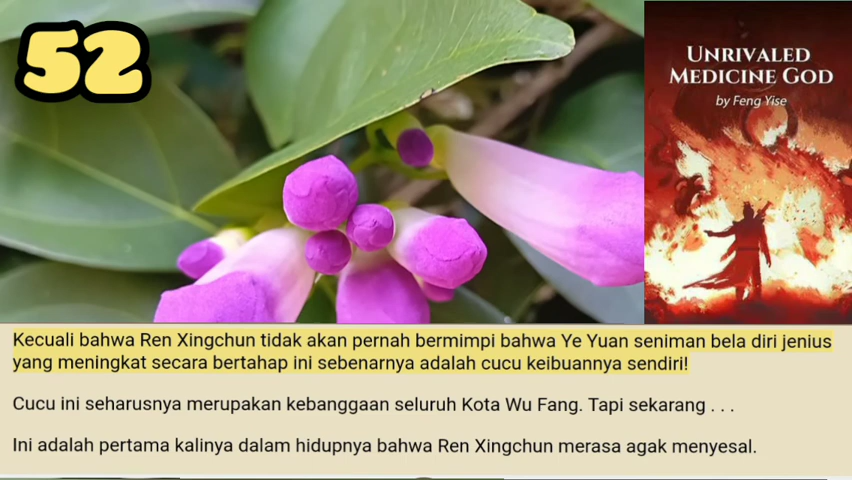 52
UNRIVALED
MEDICINE GOD
by Feng Yise
Kecuali bahwa Ren Xingchun tidak akan pernah bermimpi bahwa Ye Yuan seniman bela diri jenius
yang meningkat secara bertahap ini sebenarnya adalah cucu keibuannya sendiri!
Cucu ini seharusnya merupakan kebanggaan seluruh Kota Wu Fang. Tapi sekarang . . .
Ini adalah pertama kalinya dalam hidupnya bahwa Ren Xingchun merasa agak menyesal.